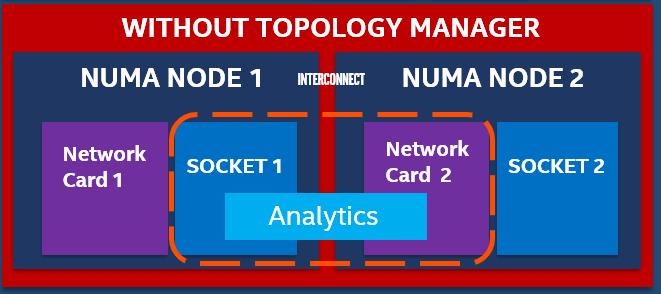 WITHOUT TOPOLOGY MANAGER
NUMA NODE 1
INTERCONNECT
NUMA NODE 2
Network
Card 1
SOCKET 1
Network
Card 2
SOCKET 2
Analytics